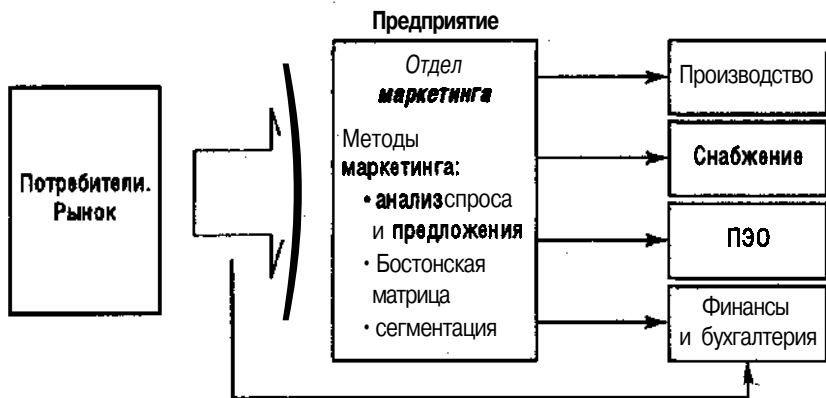 Предприятие
Потребители.
Рынок
Отдел
маркетинга
Методы
маркетинга:
• анализ спроса
и предложения
• Бостонская
матрица
• сегментация
Производство
Снабжение
ПЭО
Финансы
и бухгалтерия